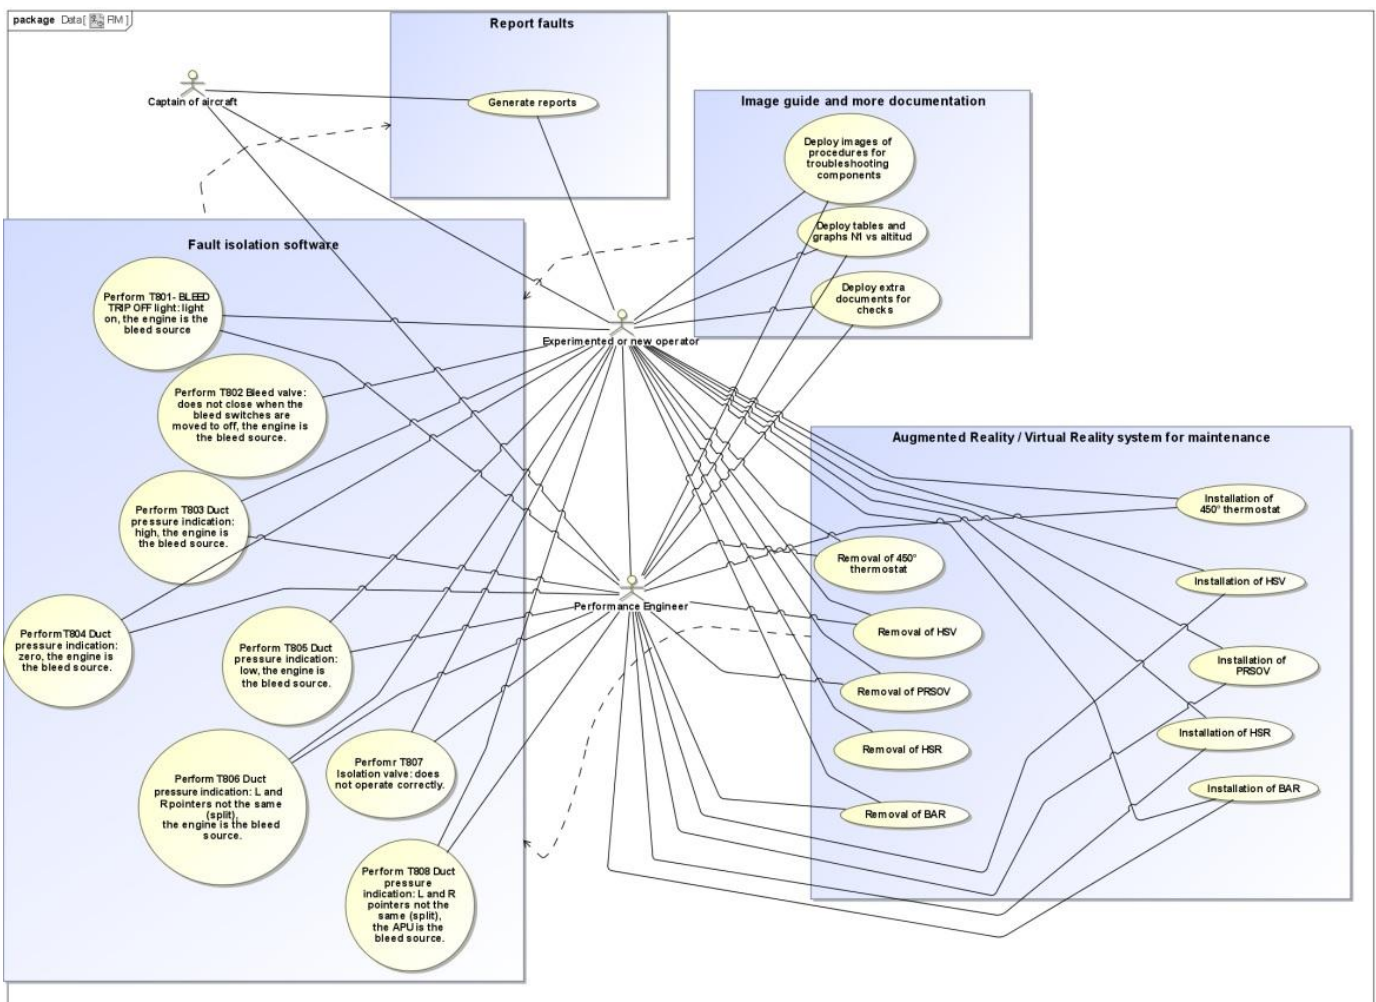 package Data[ RM ]
Report faults
Generate reports
Captain of aircraft
Image guide and more documentation
Deploy images of
procedures for
troubleshooting
components
Deploy tables and
graphs N1 vs altitud
Deploy extra
documents for
checks
Fault isolation software
Perform T801- BLEED
TRIP OFF light: light
on, the engine is the
bleed source
Experimented or new operator
Perform T802 Bleed valve:
does not close when the
bleed switches are
moved to off, the engine is
the bleed source.
Perform T803 Duct
pressure indication:
high, the engine is
the bleed source.
Perform T804 Duct
pressure indication:
zero, the engine is
the bleed source.
Perform T805 Duct
pressure indication:
low, the engine is
the bleed source.
Perform T806 Duct
pressure indication: L and
R pointers not the same
(split),
the engine is the bleed
source.
Perfomr T807
Isolation valve: does
not operate correctly.
Perform T808 Duct
pressure
indication: L and R
pointers not the
same (split),
the APU is the
bleed source.
Performance Engineer
Augmented Reality / Virtual Reality system for maintenance
Installation of
450° thermostat
Removal of 450°
thermostat
Installation of HSV
Removal of HSV
Installation of
PRSOV
Removal of PRSOV
Installation of HSR
Removal of HSR
Installation of BAR
Removal of BAR